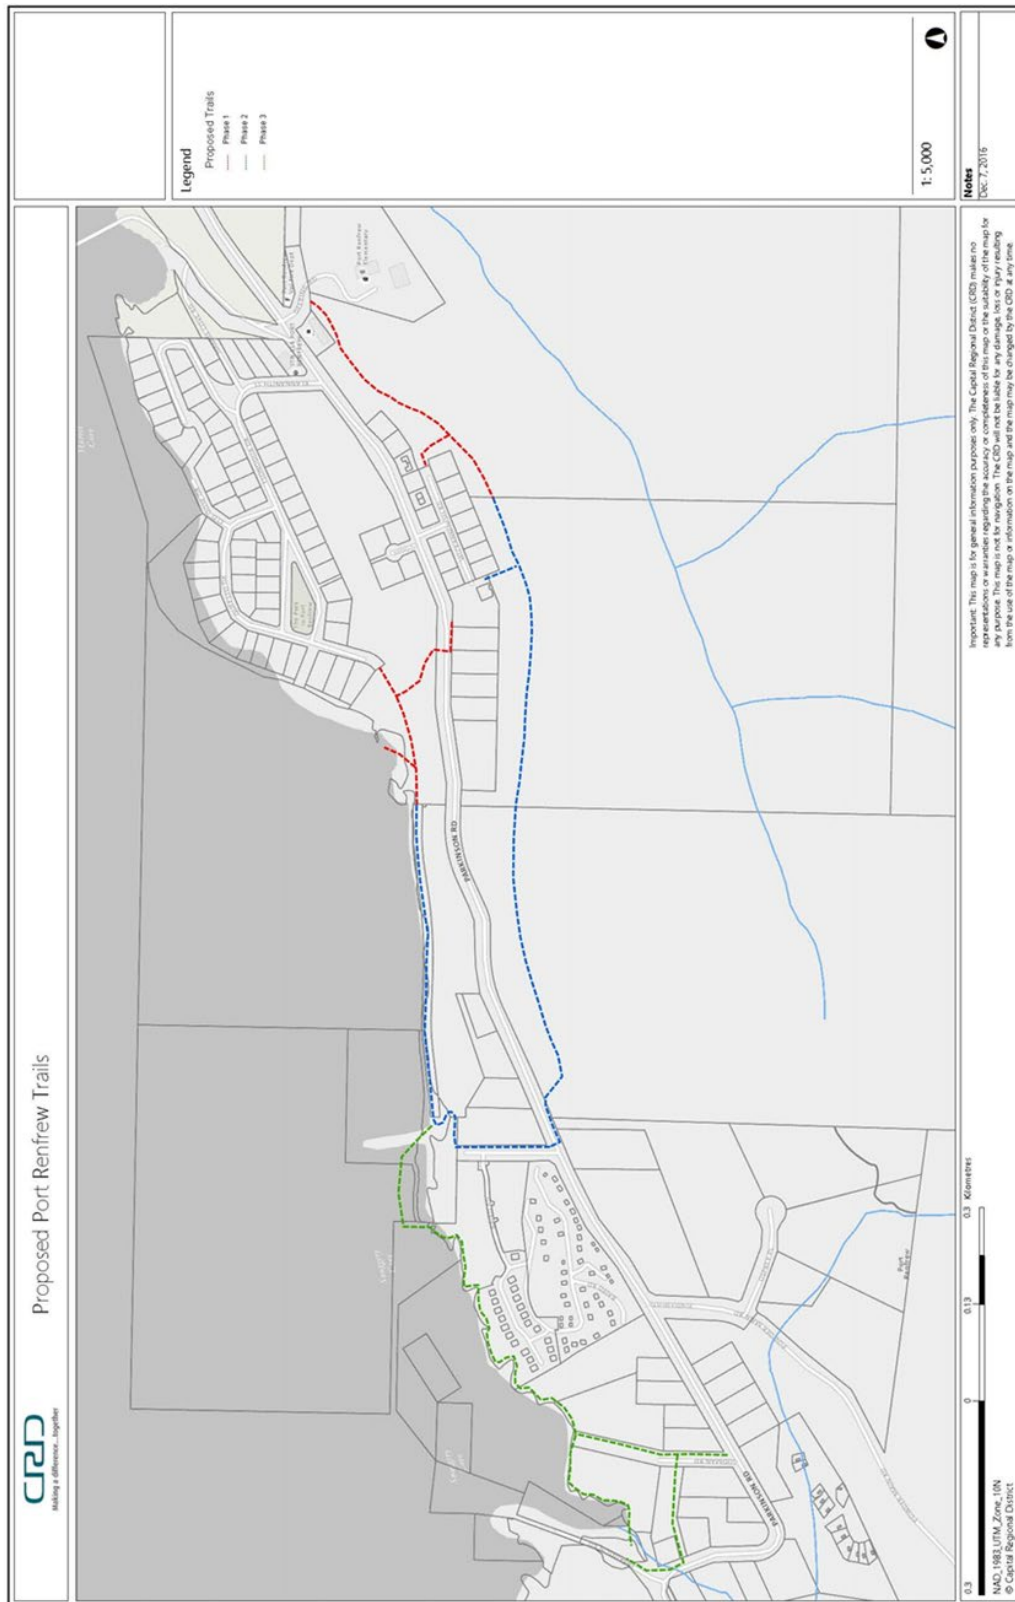 CRD
Making a difference...together
Proposed Port Renfrew Trails
Legend
Proposed Trails
Phase 1
Phase 2
Phase 3
1: 5,000
Port Renfrew
Elementary
PARKINSON RD
PARKINSON RD
Port
Renfrew
0.3
0
0.13
0.3 Kilometres
NAD_1983_UTM_Zone_10N
© Capital Regional District
Important: This map is for general information purposes only. The Capital Regional District (CRD) makes no
representations or warranties regarding the accuracy or completeness of this map or the suitability of the map for
any purpose. This map is not for navigation. The CRD will not be liable for any damage, loss or injury resulting
from the use of the map or information on the map and the map may be changed by the CRD at any time.
Notes
Dec. 7, 2016